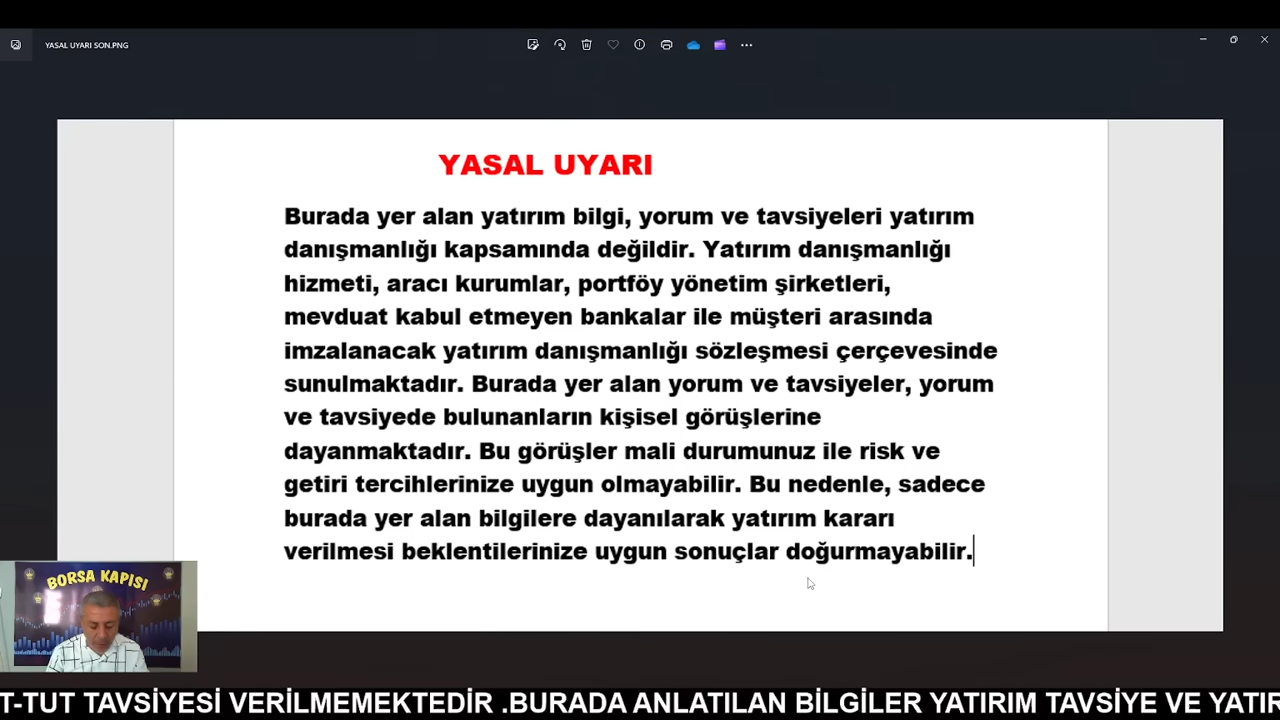 YASAL UYARI SON.PNG
YASAL UYARI
Burada yer alan yatırım bilgi, yorum ve tavsiyeleri yatırım
danışmanlığı kapsamında değildir. Yatırım danışmanlığı
hizmeti, aracı kurumlar, portföy yönetim şirketleri,
mevduat kabul etmeyen bankalar ile müşteri arasında
imzalanacak yatırım danışmanlığı sözleşmesi çerçevesinde
sunulmaktadır. Burada yer alan yorum ve tavsiyeler, yorum
ve tavsiyede bulunanların kişisel görüşlerine
dayanmaktadır. Bu görüşler mali durumunuz ile risk ve
getiri tercihlerinize uygun olmayabilir. Bu nedenle, sadece
burada yer alan bilgilere dayanılarak yatırım kararı
verilmesi beklentilerinize uygun sonuçlar doğurmayabilir.
BORSA KAPISI
T-TUT TAVSİYESİ VERİLMEMEKTEDİR .BURADA ANLATILAN BİLGİLER YATIRIM TAVSİYE VE YATIR